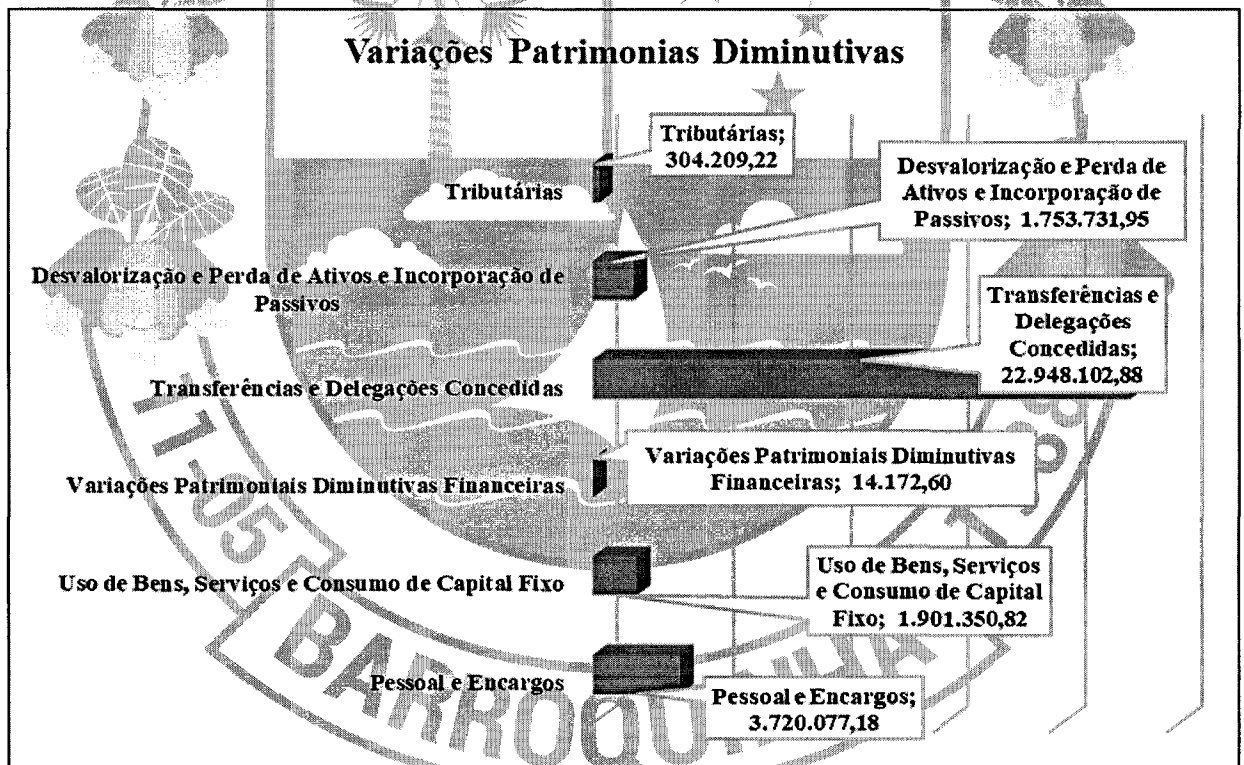 Variações Patrimonias Diminutivas
Tributárias;
304.209,22
Tributárias
Desvalorização e Perda de
Ativos e Incorporação de
Passivos; 1.753.731,95
Desvalorização e Perda de Ativos e Incorporação de
Passivos
Transferências e
Delegações
Concedidas;
22.948.102,88
Transferências e Delegações Concedidas
Variações Patrimoniais Diminutivas
Financeiras; 14.172,60
Variações Patrimoniais Diminutivas Financeiras
Uso de Bens, Serviços
e Consumo de Capital
Fixo; 1.901.350,82
Uso de Bens, Serviços e Consumo de Capital Fixo
Pessoal e Encargos
Pessoal e Encargos;
3.720.077,18